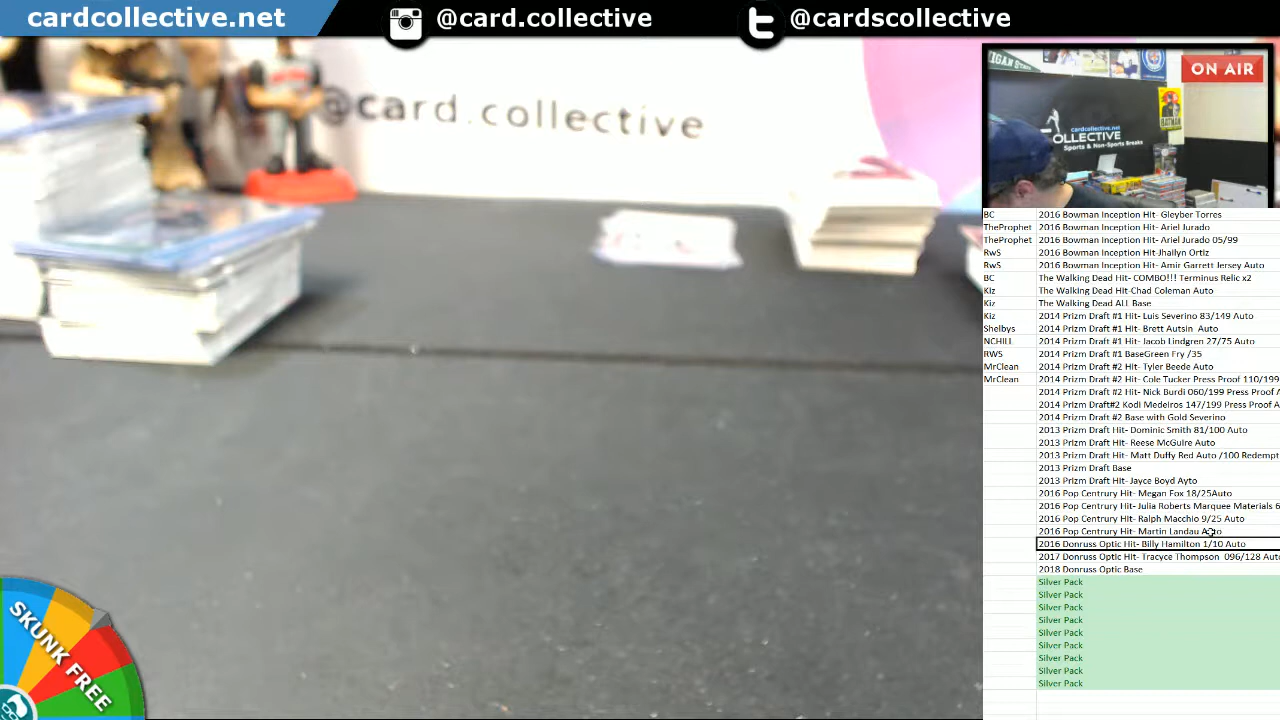 cardcollective.net
@card.collective
@cardscollective
@card.collective
IGAN STATE
ON AIR
BATMAN
cardcollective.net
OLLECTIVE
Sports & Non-Sports Breaks
BC 2016 Bowman Inception Hit- Gleyber Torres
TheProphet 2016 Bowman Inception Hit- Ariel Jurado
TheProphet 2016 Bowman Inception Hit- Ariel Jurado 05/99
RwS 2016 Bowman Inception Hit-Jhailyn Ortiz
RwS 2016 Bowman Inception Hit- Amir Garrett Jersey Auto
BC The Walking Dead Hit- COMBO!!! Terminus Relic x2
Kiz The Walking Dead Hit-Chad Coleman Auto
Kiz The Walking Dead ALL Base
Kiz 2014 Prizm Draft #1 Hit- Luis Severino 83/149 Auto
Shelbys 2014 Prizm Draft #1 Hit- Brett Autsin Auto
NCHILL 2014 Prizm Draft #1 Hit- Jacob Lindgren 27/75 Auto
RWS 2014 Prizm Draft #1 BaseGreen Fry /35
MrClean 2014 Prizm Draft #2 Hit- Tyler Beede Auto
MrClean 2014 Prizm Draft #2 Hit- Cole Tucker Press Proof 110/199
2014 Prizm Draft #2 Hit- Nick Burdi 060/199 Press Proof A
2014 Prizm Draft#2 Kodi Medeiros 147/199 Press Proof A
2014 Prizm Draft #2 Base with Gold Severino
2013 Prizm Draft Hit- Dominic Smith 81/100 Auto
2013 Prizm Draft Hit- Reese McGuire Auto
2013 Prizm Draft Hit- Matt Duffy Red Auto /100 Redempt
2013 Prizm Draft Base
2013 Prizm Draft Hit- Jayce Boyd Ayto
2016 Pop Centrury Hit- Megan Fox 18/25Auto
2016 Pop Centrury Hit- Julia Roberts Marquee Materials 6
2016 Pop Centrury Hit- Ralph Macchio 9/25 Auto
2016 Pop Centrury Hit- Martin Landau Auto
2016 Donruss Optic Hit- Billy Hamilton 1/10 Auto
2017 Donruss Optic Hit- Tracyce Thompson 096/128 Auto
2018 Donruss Optic Base
Silver Pack
Silver Pack
Silver Pack
Silver Pack
Silver Pack
Silver Pack
Silver Pack
Silver Pack
Silver Pack
SKUNK FREE